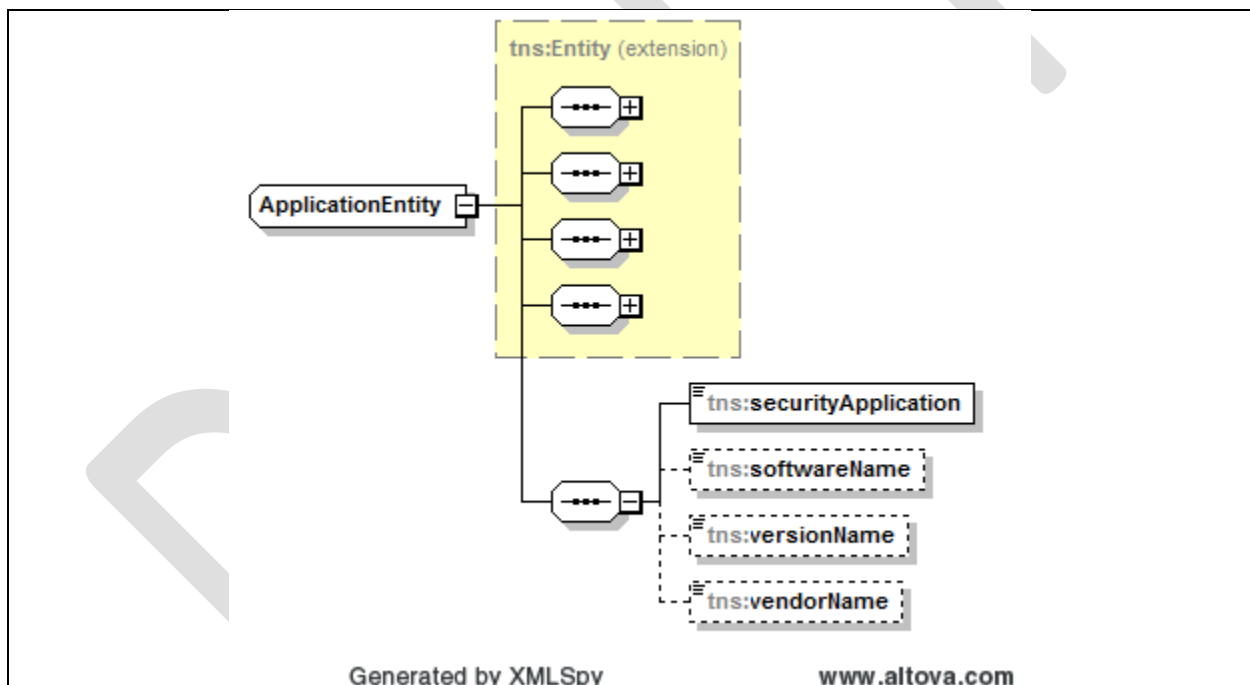 tns:Entity (extension)
ApplicationEntity
tns:securityApplication
tns:softwareName
tns:versionName
tns:vendorName
Generated by XMLSpy www.altova.com